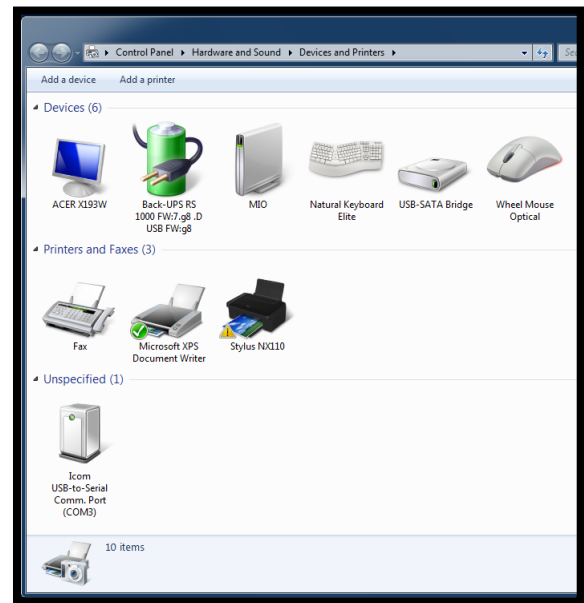 Control Panel ▸ Hardware and Sound ▸ Devices and Printers ▸
Add a device Add a printer
Devices (6)
ACER X193W
Back-UPS RS
1000 FW:7.g8 .D
USB FW:g8
MIO
Natural Keyboard
Elite
USB-SATA Bridge
Wheel Mouse
Optical
Printers and Faxes (3)
Fax
Microsoft XPS
Document Writer
Stylus NX110
Unspecified (1)
Icom
USB-to-Serial
Comm. Port
(COM3)
10 items